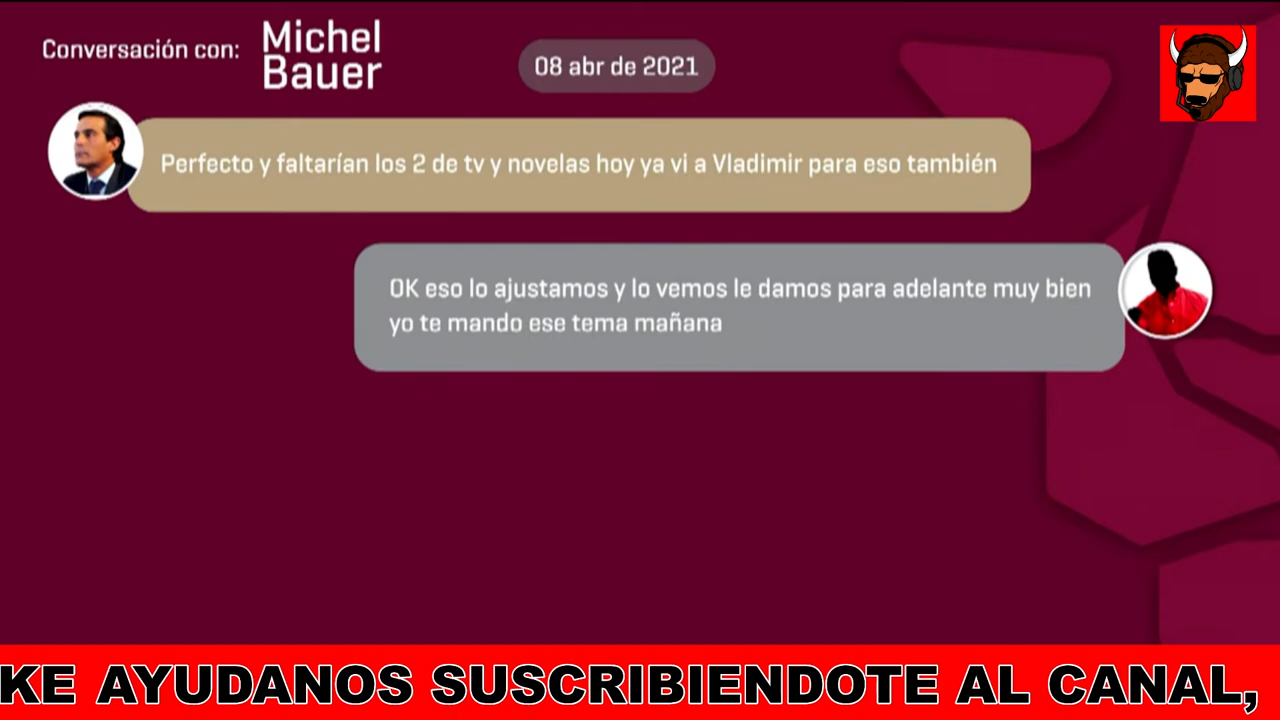 Conversación con:
Michel
Bauer
08 abr de 2021
Perfecto y faltarían los 2 de tv y novelas hoy ya vi a Vladimir para eso también
OK eso lo ajustamos y lo vemos le damos para adelante muy bien
yo te mando ese tema mañana
KE AYUDANOS SUSCRIBIENDOTE AL CANAL,